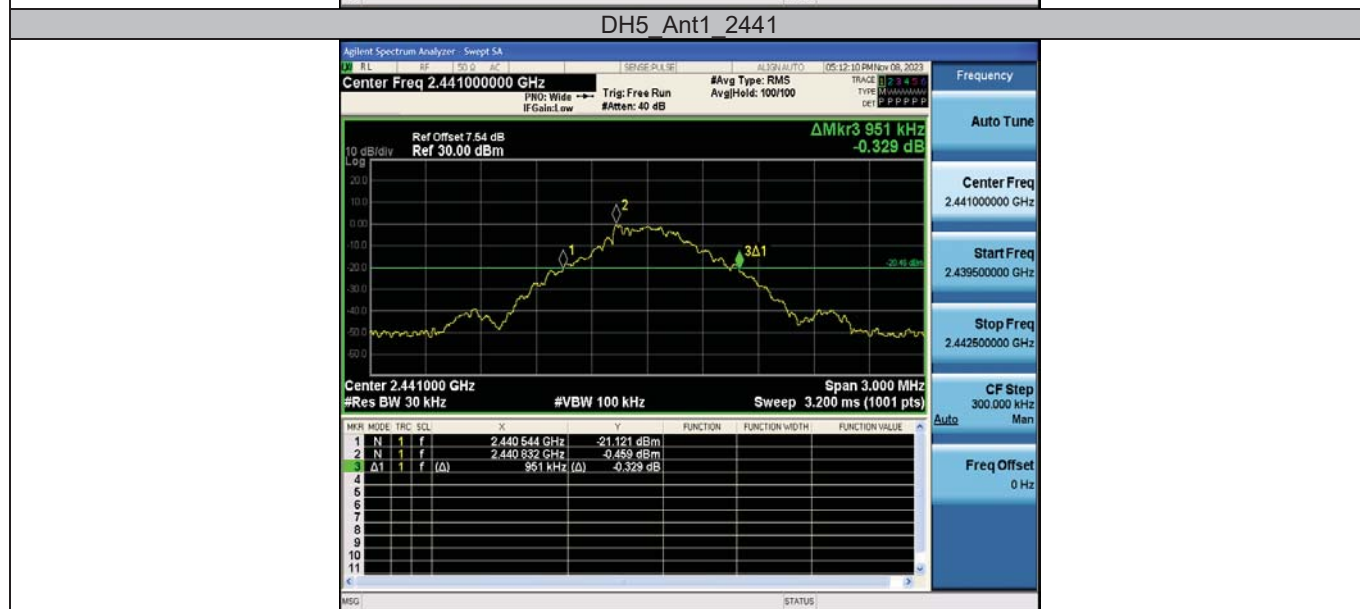 DH5_Ant1_2441
Agilent Spectrum Analyzer - Swept SA
RL RF 50 Ω AC SENSE:PULSE ALIGN AUTO 05:12:10 PM Nov 08, 2023
Center Freq 2.441000000 GHz
PNO: Wide
IFGain:Low
Trig: Free Run
#Atten: 40 dB
#Avg Type: RMS
Avg|Hold: 100/100
TRACE 1 2 3 4 5 6
TYPE M
DET P P P P P P
Ref Offset 7.54 dB
10 dB/div Ref 30.00 dBm
Log
ΔMkr3 951 kHz
-0.329 dB
20.0
10.0
0.00
-10.0
-20.0
-30.0
-40.0
-50.0
-60.0
1
2
3Δ1
-20.46 dBm
Center 2.441000 GHz Span 3.000 MHz
#Res BW 30 kHz #VBW 100 kHz Sweep 3.200 ms (1001 pts)
MKR MODE TRC SCL X Y FUNCTION FUNCTION WIDTH FUNCTION VALUE
1 N 1 f 2.440 544 GHz -21.121 dBm
2 N 1 f 2.440 832 GHz -0.459 dBm
3 Δ1 1 f (Δ) 951 kHz (Δ) -0.329 dB
4
5
6
7
8
9
10
11
MSG STATUS
Frequency
Auto Tune
Center Freq
2.441000000 GHz
Start Freq
2.439500000 GHz
Stop Freq
2.442500000 GHz
CF Step
300.000 kHz
Auto Man
Freq Offset
0 Hz